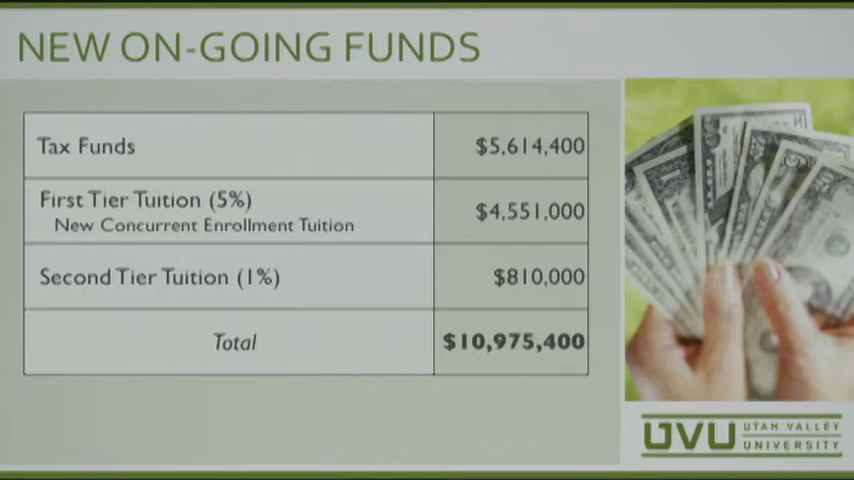 NEW ON-GOING FUNDS
Tax Funds $5,614,400
First Tier Tuition (5%)
New Concurrent Enrollment Tuition $4,551,000
Second Tier Tuition (1%) $810,000
Total $10,975,400
UVU UTAH VALLEY
UNIVERSITY